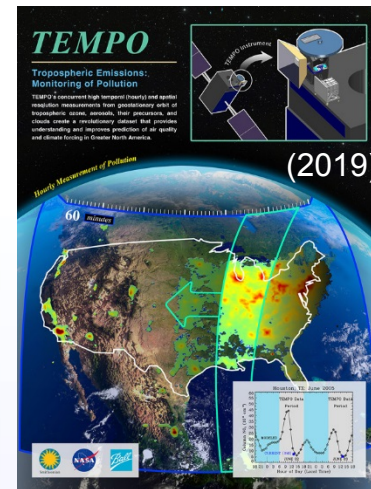 TEMPO
Tropospheric Emissions:
Monitoring of Pollution
TEMPO's concurrent high temporal (hourly) and spatial
resolution measurements from geostationary orbit of
tropospheric ozone, aerosols, their precursors, and
clouds create a revolutionary dataset that provides
understanding and improves prediction of air quality
and climate forcing in Greater North America.
TEMPO Instrument
(2019)
Hourly Measurement of Pollution
60 minutes
Houston, TX June 2005
TEMPO Data
Period
TEMPO Data
Period
Hour of Day (Local Time)
Smithsonian
NASA
Ball